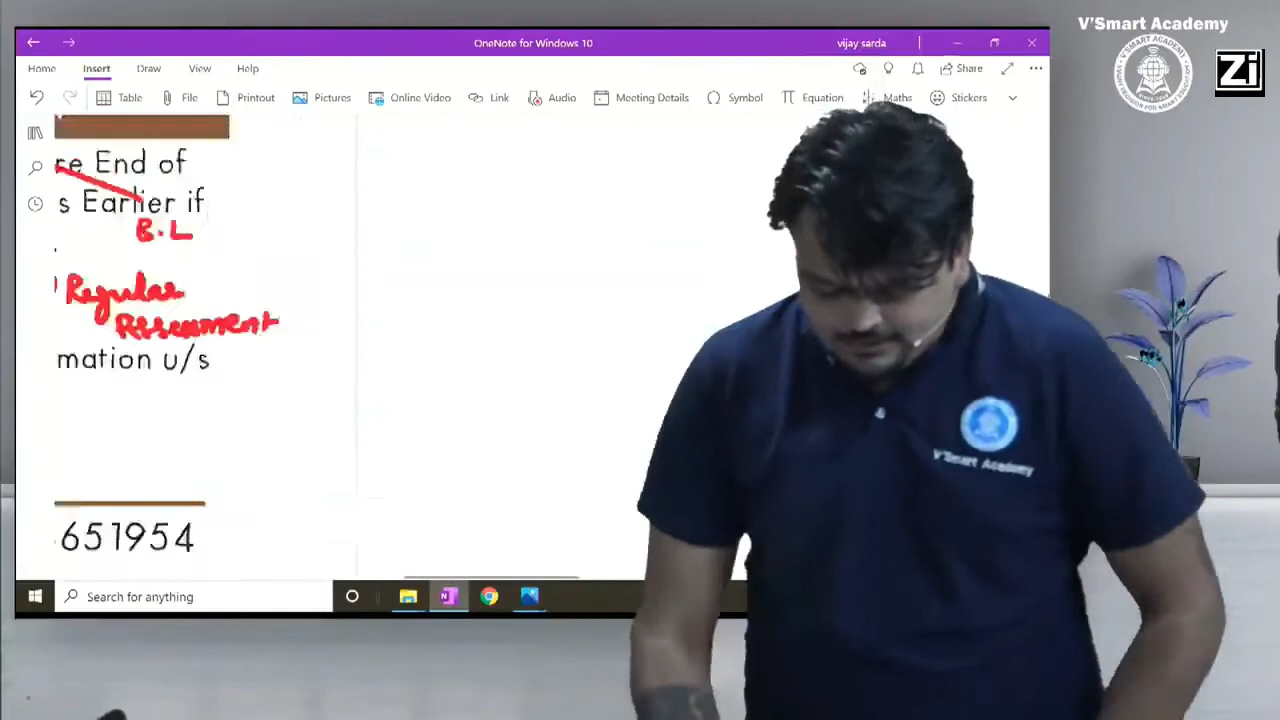 V'Smart Academy
OneNote for Windows 10
vijay sarda
Home Insert Draw View Help
Share
Table File Printout Pictures Online Video Link Audio Meeting Details Symbol Equation Maths Stickers
re End of
s Earlier if
B.L
Regular
Assessment
mation u/s
651954
Search for anything
V'Smart Academy
Zi